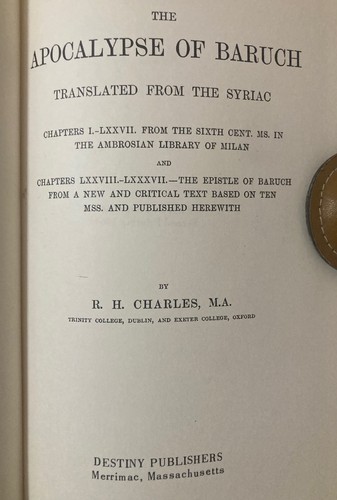 THE
APOCALYPSE OF BARUCH
TRANSLATED FROM THE SYRIAC
CHAPTERS I.-LXXVII. FROM THE SIXTH CENT. MS. IN
THE AMBROSIAN LIBRARY OF MILAN
AND
CHAPTERS LXXVIII.-LXXXVII.—THE EPISTLE OF BARUCH
FROM A NEW AND CRITICAL TEXT BASED ON TEN
MSS. AND PUBLISHED HEREWITH
BY
R. H. CHARLES, M.A.
TRINITY COLLEGE, DUBLIN, AND EXETER COLLEGE, OXFORD
DESTINY PUBLISHERS
Merrimac, Massachusetts